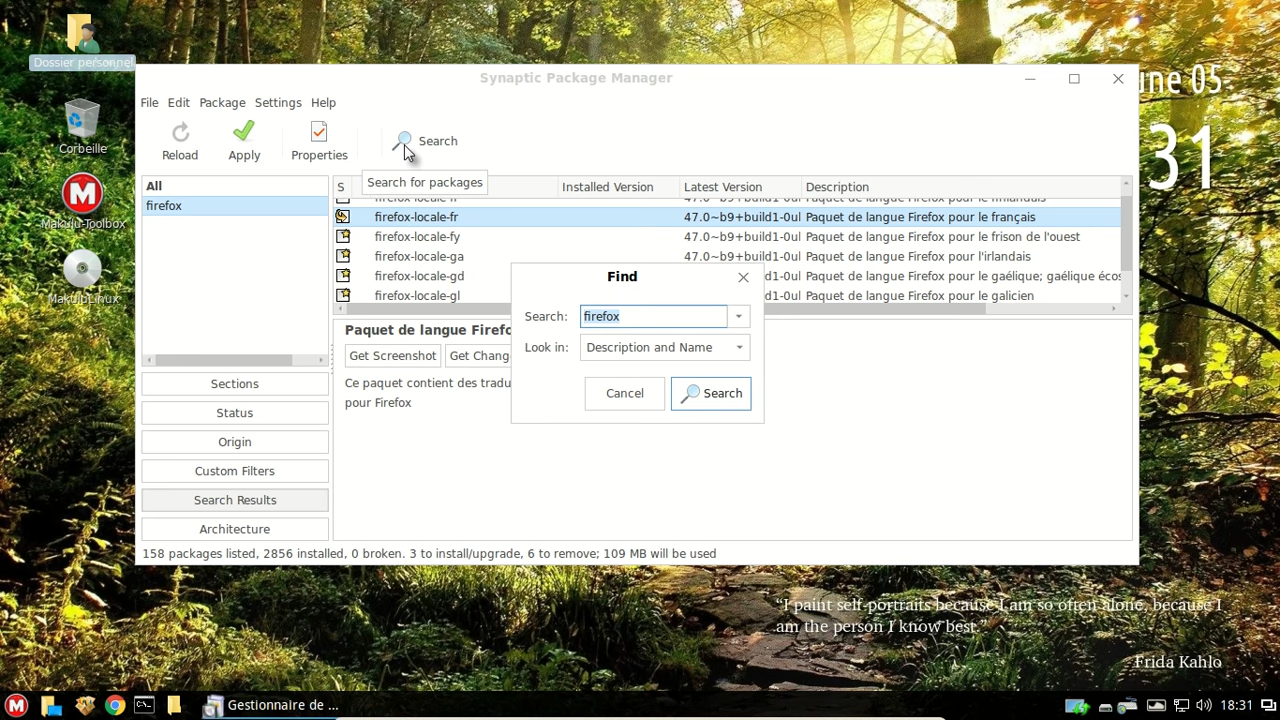 Dossier personnel
Corbeille
Makulu-Toolbox
MakuluLinux
Synaptic Package Manager
File Edit Package Settings Help
Reload Apply Properties Search
Search for packages
All
firefox
S Installed Version Latest Version Description
firefox-locale-fr 47.0~b9+build1-0ul Paquet de langue Firefox pour le français
firefox-locale-fy 47.0~b9+build1-0ul Paquet de langue Firefox pour le frison de l'ouest
firefox-locale-ga 47.0~b9+build1-0ul Paquet de langue Firefox pour l'irlandais
firefox-locale-gd d1-0ul Paquet de langue Firefox pour le gaélique; gaélique écos
firefox-locale-gl d1-0ul Paquet de langue Firefox pour le galicien
Paquet de langue Firefo
Get Screenshot Get Chang
Ce paquet contient des tradu
pour Firefox
Find
Search: firefox
Look in: Description and Name
Cancel Search
Sections
Status
Origin
Custom Filters
Search Results
Architecture
158 packages listed, 2856 installed, 0 broken. 3 to install/upgrade, 6 to remove; 109 MB will be used
une 05
31
“I paint self-portraits because I am so often alone, because I
am the person I know best.”
Frida Kahlo
Gestionnaire de ...
18:31